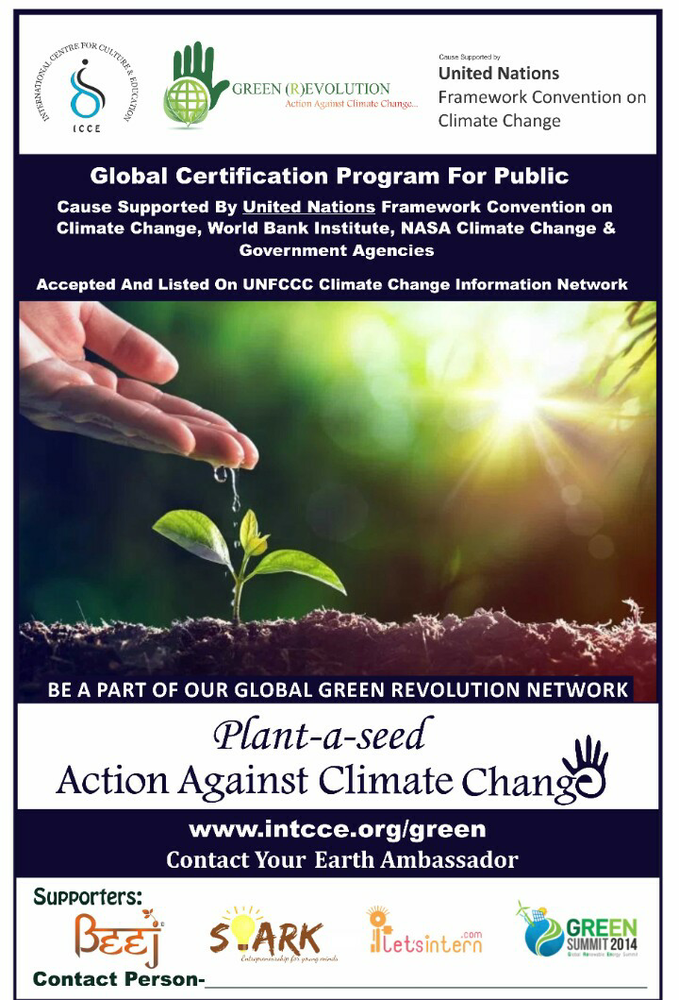 INTERNATIONAL CENTRE FOR CULTURE & EDUCATION
ICCE
GREEN (R)EVOLUTION
Action Against Climate Change...
Cause Supported by
United Nations
Framework Convention on
Climate Change
Global Certification Program For Public
Cause Supported By United Nations Framework Convention on
Climate Change, World Bank Institute, NASA Climate Change &
Government Agencies
Accepted And Listed On UNFCCC Climate Change Information Network
BE A PART OF OUR GLOBAL GREEN REVOLUTION NETWORK
Plant-a-seed
Action Against Climate Change
www.intcce.org/green
Contact Your Earth Ambassador
Supporters:
BEEJ
SPARK
Entrepreneurship for young minds
letsintern.com
GREEN
SUMMIT 2014
Global Renewable Energy Summit
Contact Person-